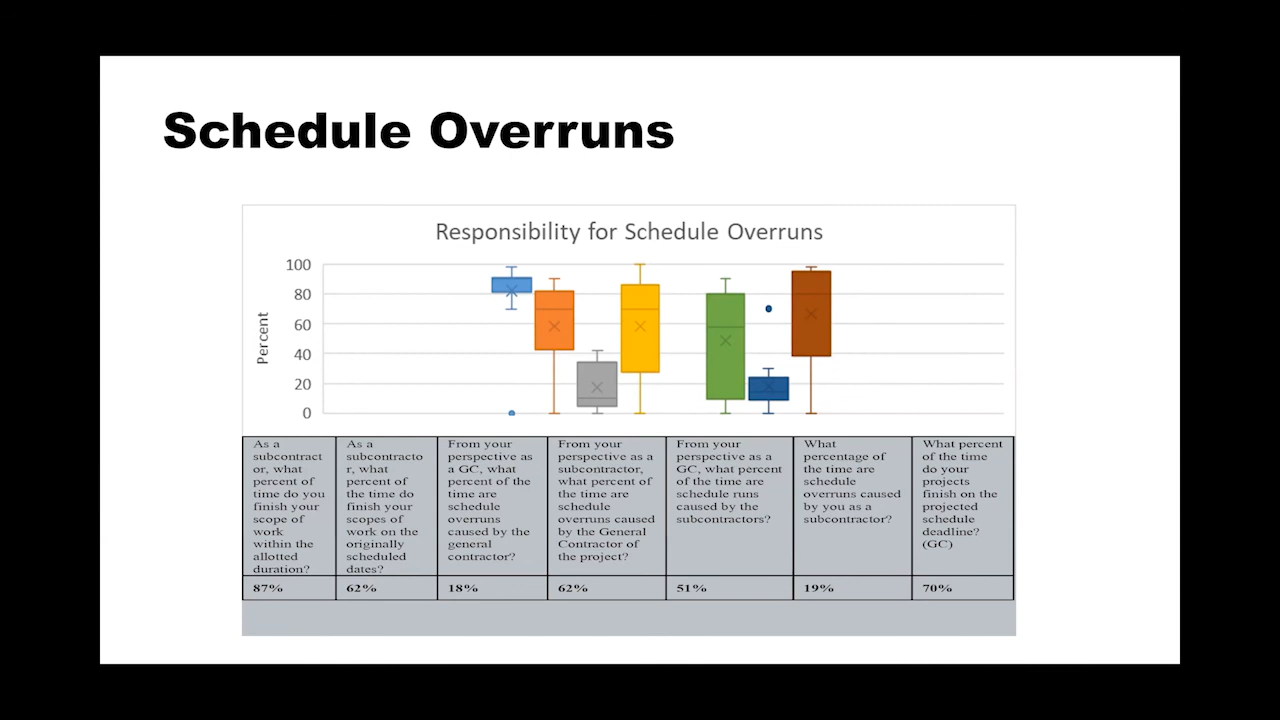 Schedule Overruns
Responsibility for Schedule Overruns
100
80
60
40
20
0
Percent
As a
subcontract
or, what
percent of
time do you
finish your
scope of
work
within the
allotted
duration?
As a
subcontracto
r, what
percent of
the time do
finish your
scopes of
work on the
originally
scheduled
dates?
From your
perspective as
a GC, what
percent of the
time are
schedule
overruns
caused by the
general
contractor?
From your
perspective as a
subcontractor,
what percent of
the time are
schedule
overruns caused
by the General
Contractor of
the project?
From your
perspective as a
GC, what percent
of the time are
schedule runs
caused by the
subcontractors?
What
percentage of
the time are
schedule
overruns caused
by you as a
subcontractor?
What percent
of the time
do your
projects
finish on the
projected
schedule
deadline?
(GC)
87%
62%
18%
62%
51%
19%
70%